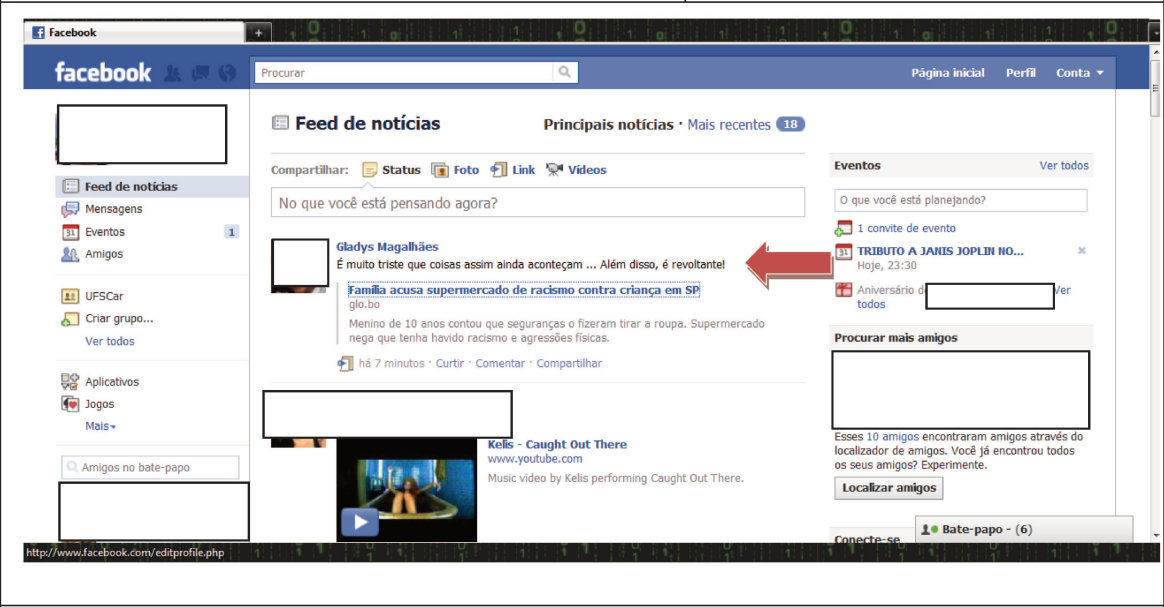 Facebook
+
facebook
Procurar
Página inicial Perfil Conta
Feed de notícias
Mensagens
Eventos 1
Amigos
UFSCar
Criar grupo...
Ver todos
Aplicativos
Jogos
Mais
Amigos no bate-papo
Feed de notícias
Principais notícias · Mais recentes 18
Compartilhar: Status Foto Link Vídeos
No que você está pensando agora?
Gladys Magalhães
É muito triste que coisas assim ainda aconteçam ... Além disso, é revoltante!
Família acusa supermercado de racismo contra criança em SP
glo.bo
Menino de 10 anos contou que seguranças o fizeram tirar a roupa. Supermercado
nega que tenha havido racismo e agressões físicas.
há 7 minutos · Curtir · Comentar · Compartilhar
Kelis - Caught Out There
www.youtube.com
Music video by Kelis performing Caught Out There.
Eventos Ver todos
O que você está planejando?
1 convite de evento
31 TRIBUTO A JANIS JOPLIN NO... ×
Hoje, 23:30
Aniversário Ver
todos
Procurar mais amigos
Esses 10 amigos encontraram amigos através do
localizador de amigos. Você já encontrou todos
os seus amigos? Experimente.
Localizar amigos
Conecte-se
Bate-papo - (6)
http://www.facebook.com/editprofile.php